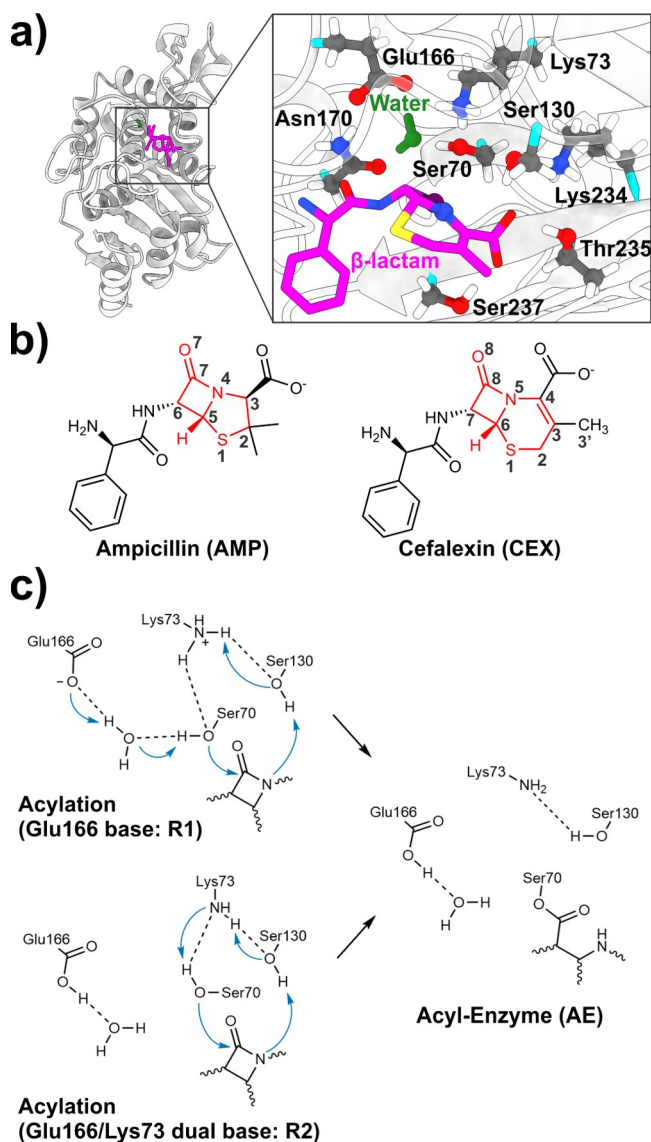 a)
Glu166
Lys73
Water
Ser130
Asn170
Ser70
Lys234
β-lactam
Thr235
Ser237
b)
O
7
7
4
N
O
O-
H
N
6
5
3
H2N
H
S
1
2
O
Ampicillin (AMP)
O
8
8
5
N
O
O-
4
H
N
7
6
3
CH3
3’
H2N
H
S
1
2
O
Cefalexin (CEX)
c)
Lys73
H
N
H
+
H
Glu166
O
−
O
Ser130
O
H
Ser70
H
O
H
O
H
O
N
Acylation
(Glu166 base: R1)
Lys73
NH2
Glu166
O
O
H
Ser130
H
O
O
H
H
Ser70
O
O
H
N
Acyl-Enzyme (AE)
Lys73
NH
H
Glu166
O
O
H
Ser130
O
H
H
O
Ser70
O
H
H
O
N
Acylation
(Glu166/Lys73 dual base: R2)